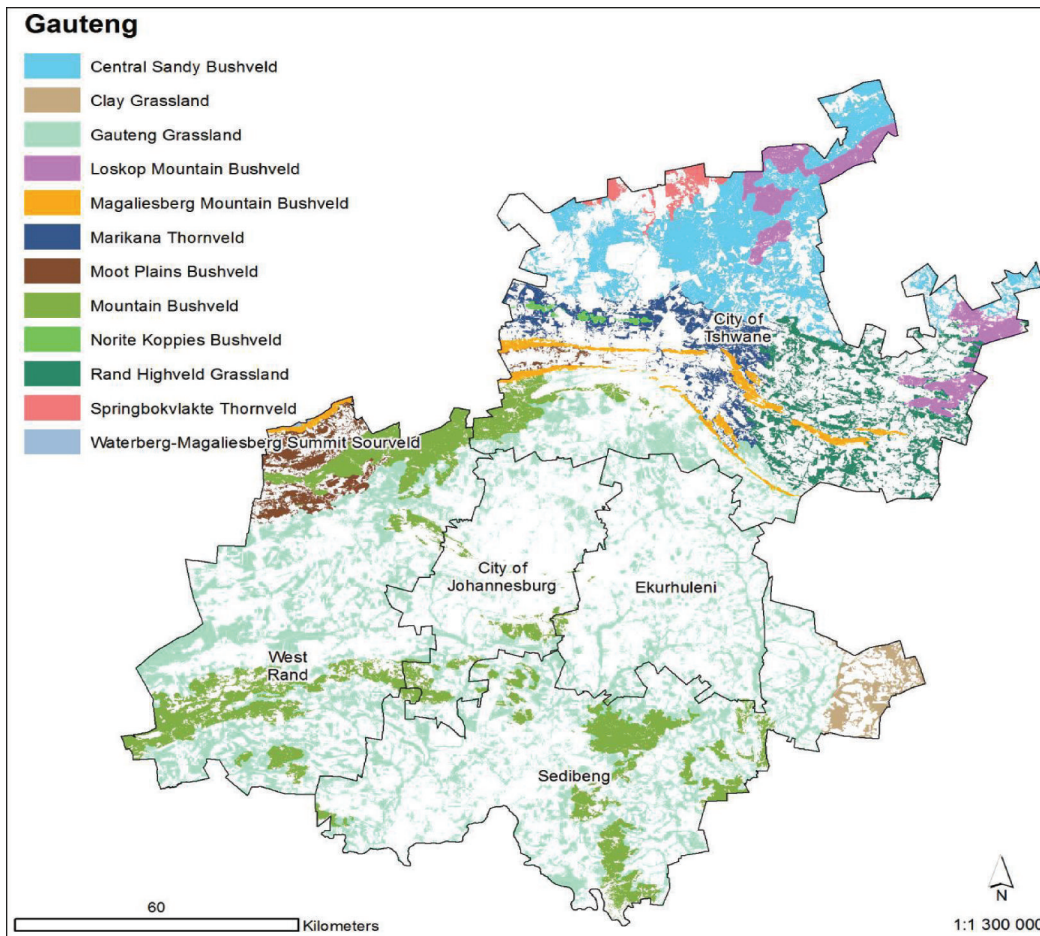 Gauteng
Central Sandy Bushveld
Clay Grassland
Gauteng Grassland
Loskop Mountain Bushveld
Magaliesberg Mountain Bushveld
Marikana Thornveld
Moot Plains Bushveld
Mountain Bushveld
Norite Koppies Bushveld
Rand Highveld Grassland
Springbokvlakte Thornveld
Waterberg-Magaliesberg Summit Sourveld
City of
Tshwane
City of
Johannesburg
Ekurhuleni
West
Rand
Sedibeng
60
Kilometers
N
1:1 300 000